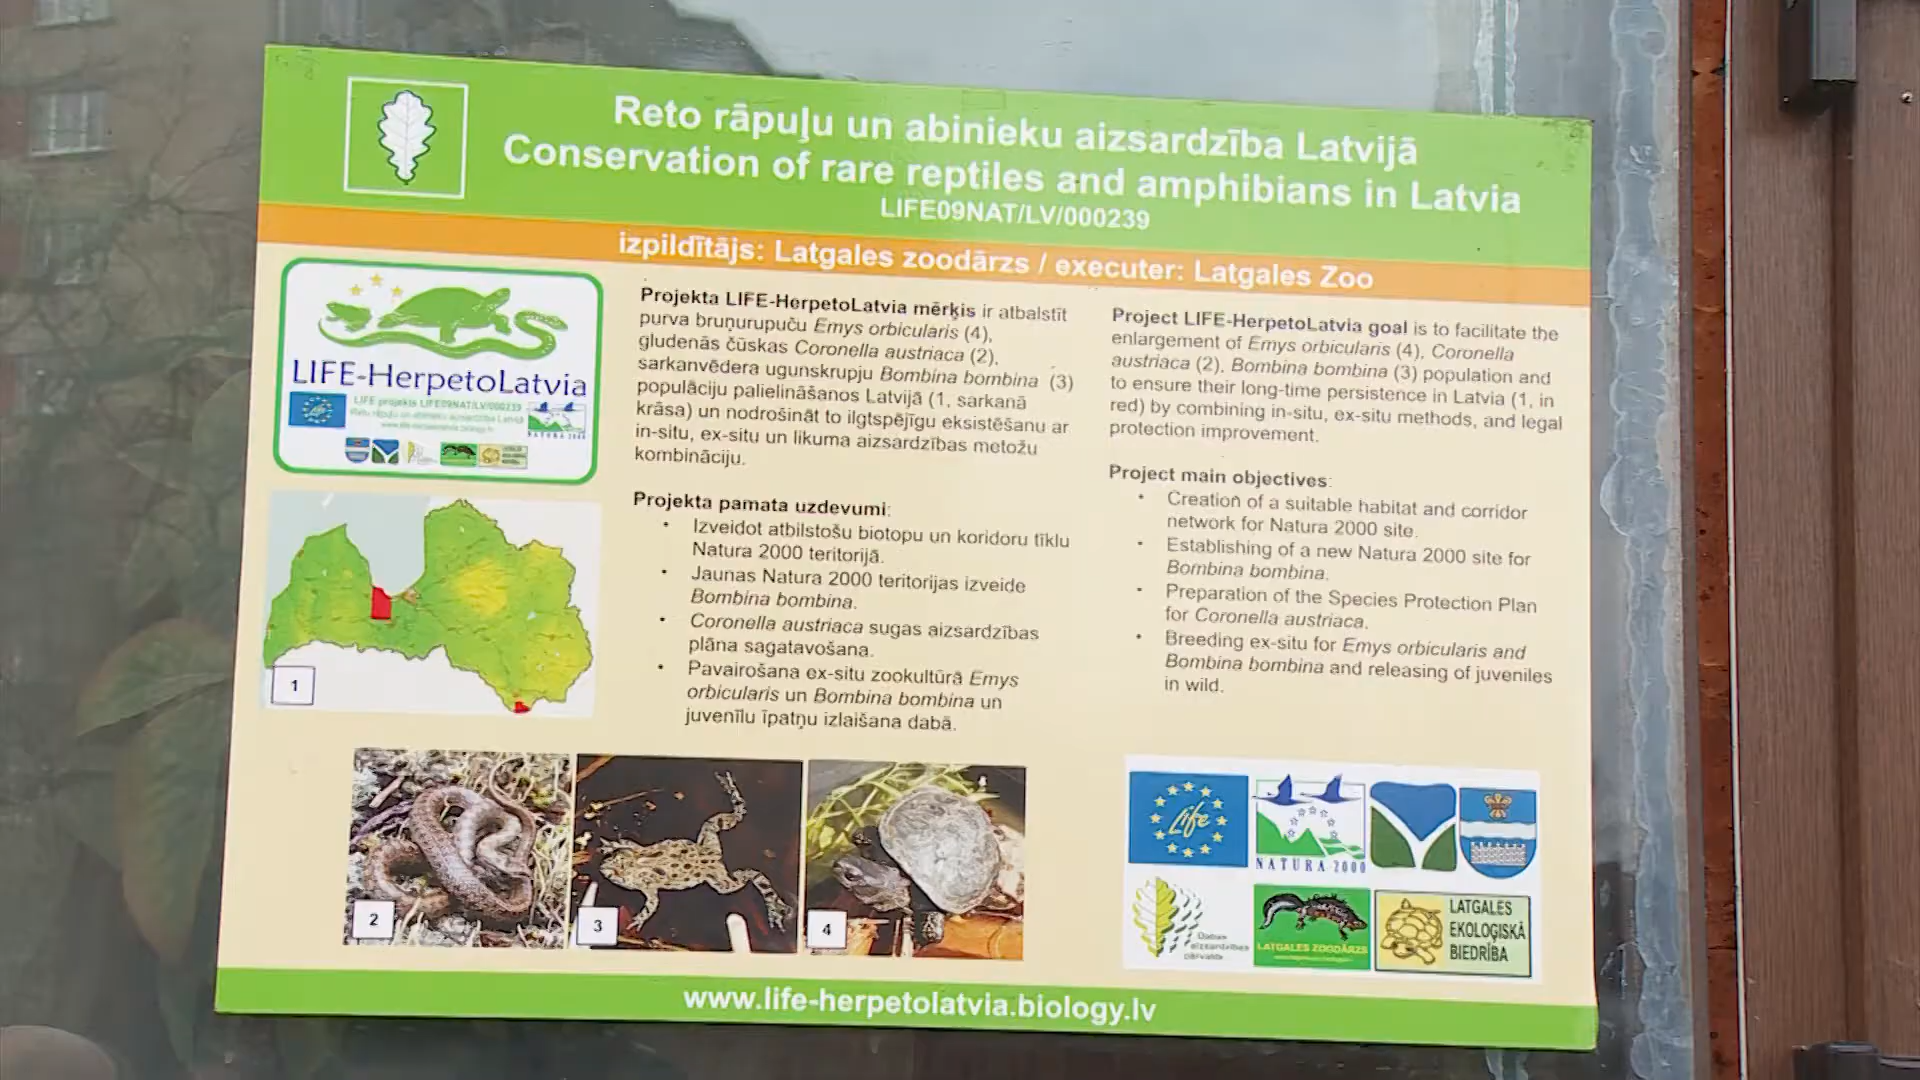 Reto rāpuļu un abinieku aizsardzība Latvijā
Conservation of rare reptiles and amphibians in Latvia
LIFE09NAT/LV/000239
izpildītājs: Latgales zoodārzs / executer: Latgales Zoo
LIFE-HerpetoLatvia
LIFE projekts LIFE09NAT/LV/000239
Reto rāpuļu un abinieku aizsardzība Latvijā
NATURA 2000
1
Projekta LIFE-HerpetoLatvia mērķis ir atbalstīt
purva bruņurupuču Emys orbicularis (4),
gludenās čūskas Coronella austriaca (2),
sarkanvēdera ugunskrupju Bombina bombina (3)
populāciju palielināšanos Latvijā (1, sarkanā
krāsa) un nodrošināt to ilgtspējīgu eksistēšanu ar
in-situ, ex-situ un likuma aizsardzības metožu
kombināciju.
Projekta pamata uzdevumi:
• Izveidot atbilstošu biotopu un koridoru tīklu
Natura 2000 teritorijā.
• Jaunas Natura 2000 teritorijas izveide
Bombina bombina.
• Coronella austriaca sugas aizsardzības
plāna sagatavošana.
• Pavairošana ex-situ zookultūrā Emys
orbicularis un Bombina bombina un
juvenīlu īpatņu izlaišana dabā.
Project LIFE-HerpetoLatvia goal is to facilitate the
enlargement of Emys orbicularis (4), Coronella
austriaca (2), Bombina bombina (3) population and
to ensure their long-time persistence in Latvia (1, in
red) by combining in-situ, ex-situ methods, and legal
protection improvement.
Project main objectives:
• Creation of a suitable habitat and corridor
network for Natura 2000 site.
• Establishing of a new Natura 2000 site for
Bombina bombina.
• Preparation of the Species Protection Plan
for Coronella austriaca.
• Breeding ex-situ for Emys orbicularis and
Bombina bombina and releasing of juveniles
in wild.
2
3
4
Life
NATURA 2000
Dabas
aizsardzības
pārvalde
LATGALES ZOODĀRZS
LATGALES
EKOLOĢISKĀ
BIEDRĪBA
www.life-herpetolatvia.biology.lv